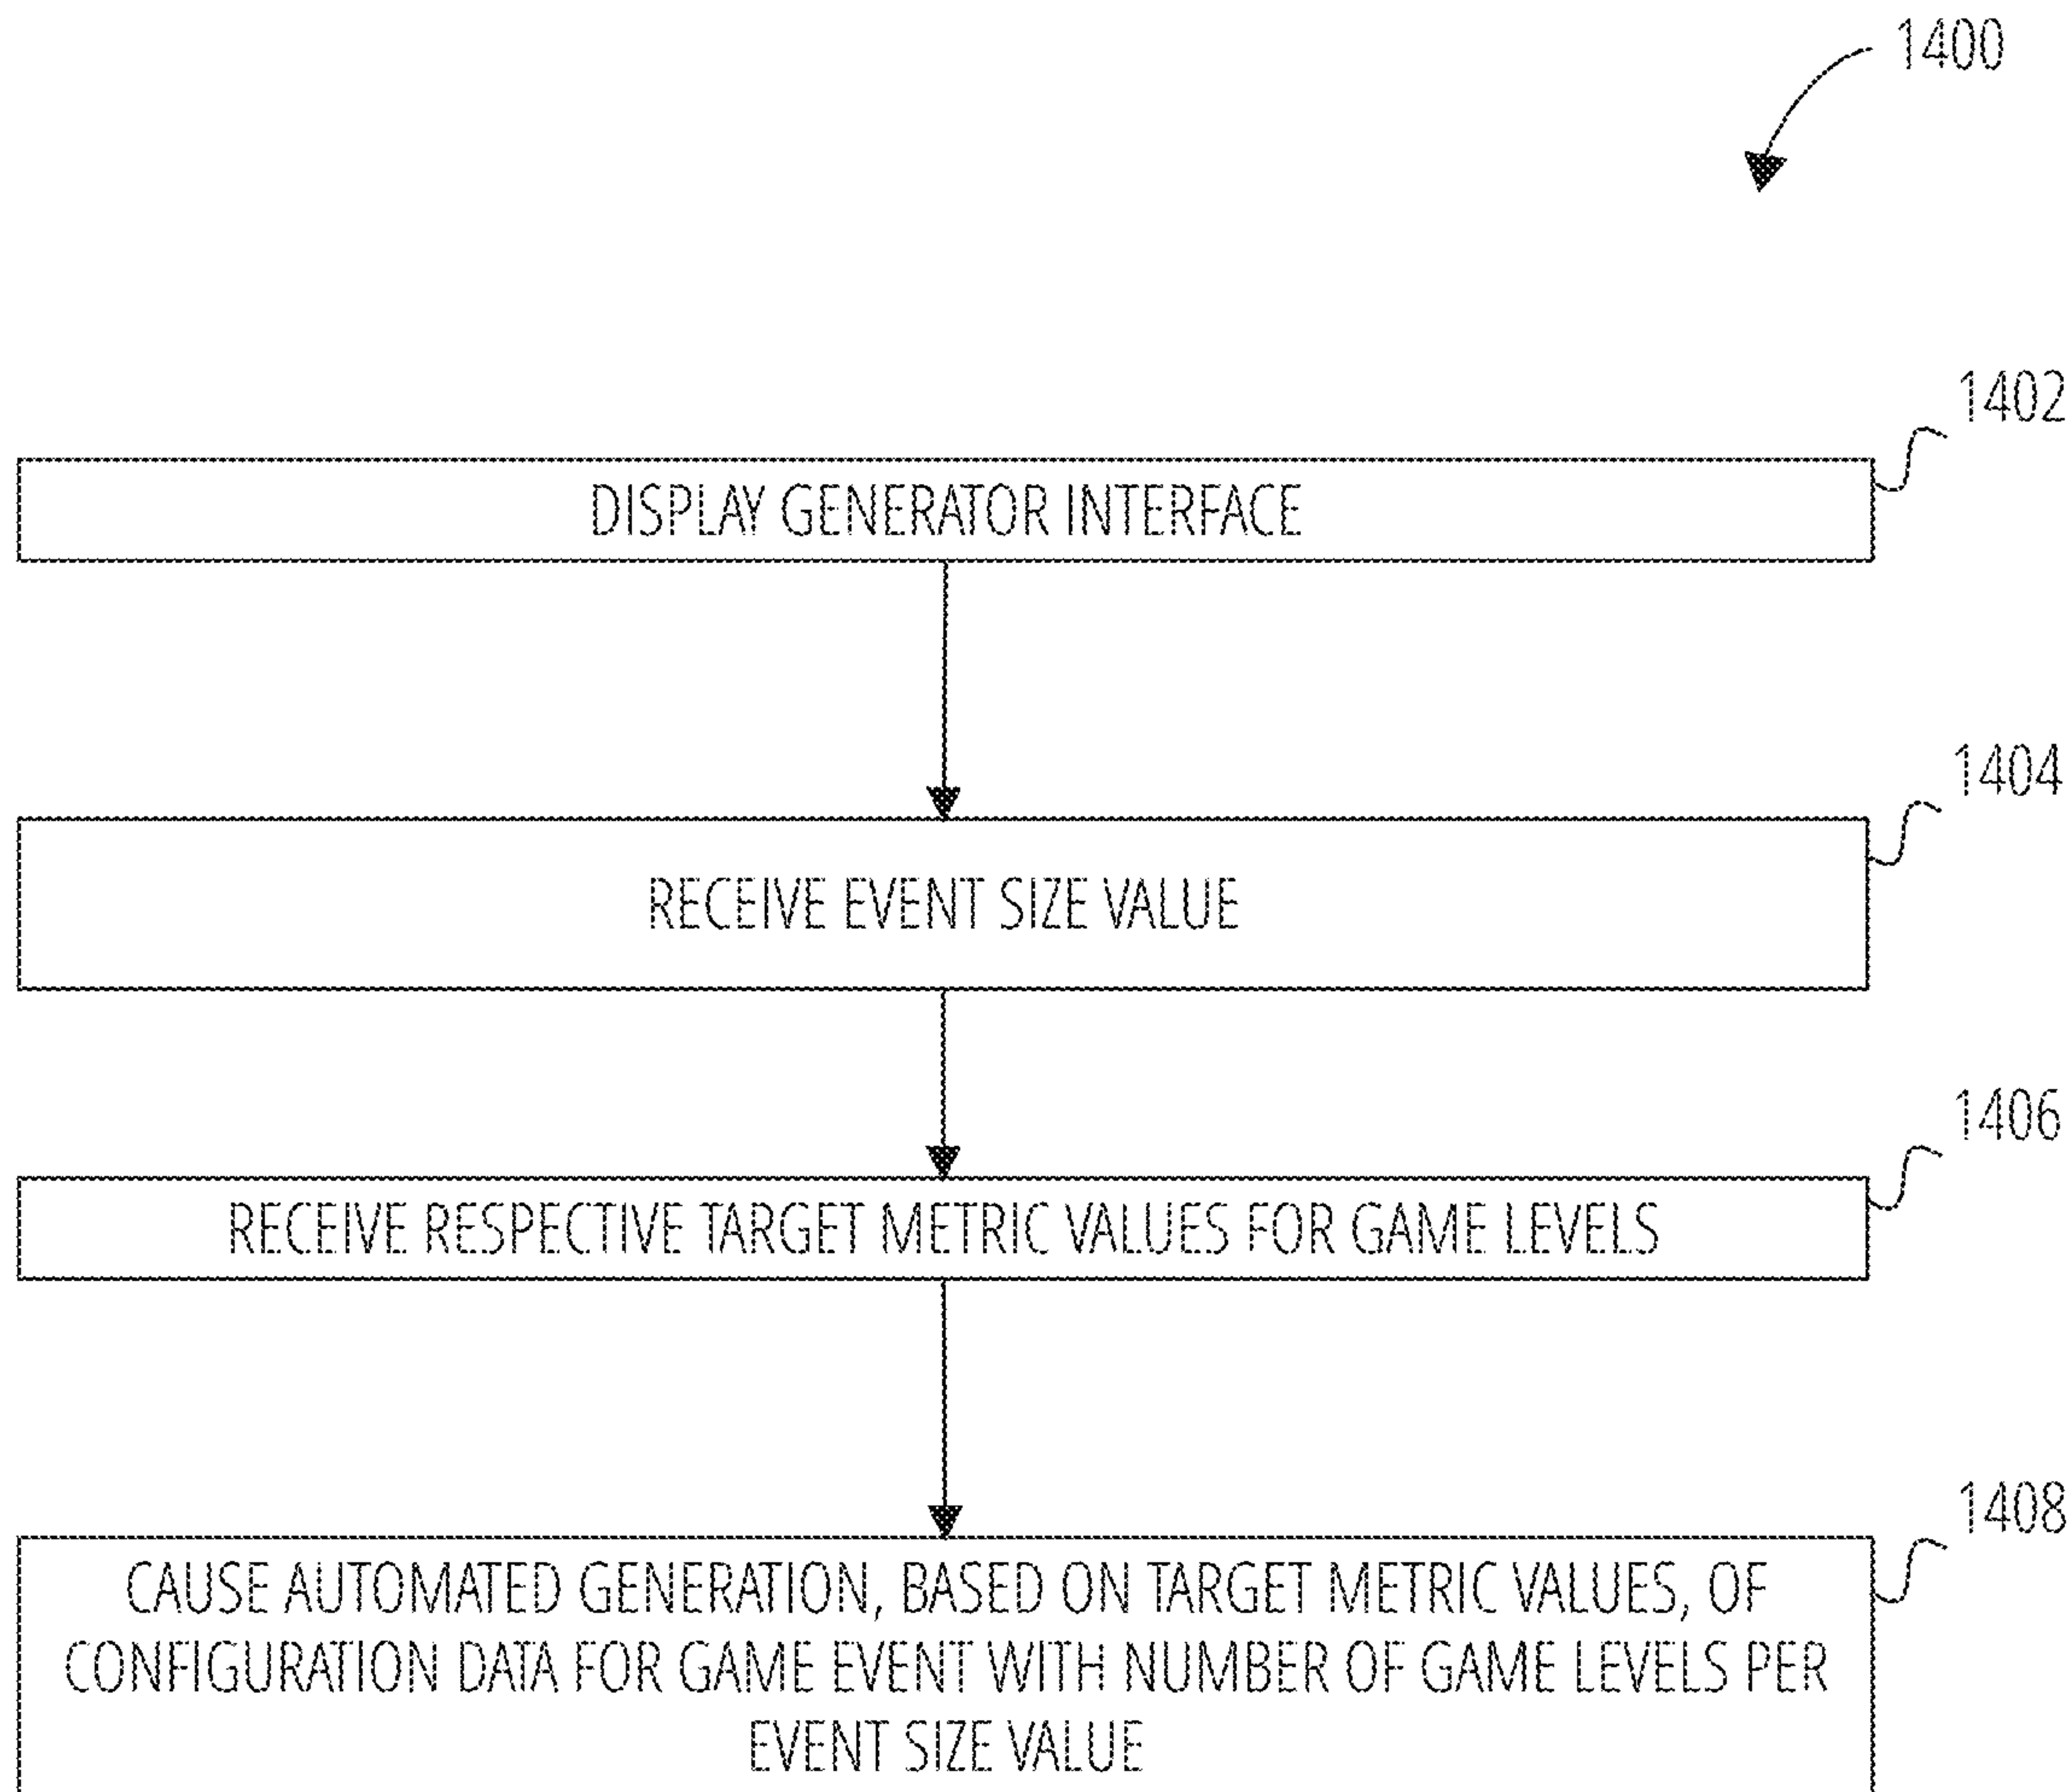 1400
1402
DISPLAY GENERATOR INTERFACE
1404
RECEIVE EVENT SIZE VALUE
1406
RECEIVE RESPECTIVE TARGET METRIC VALUES FOR GAME LEVELS
1408
CAUSE AUTOMATED GENERATION, BASED ON TARGET METRIC VALUES, OF
CONFIGURATION DATA FOR GAME EVENT WITH NUMBER OF GAME LEVELS PER
EVENT SIZE VALUE